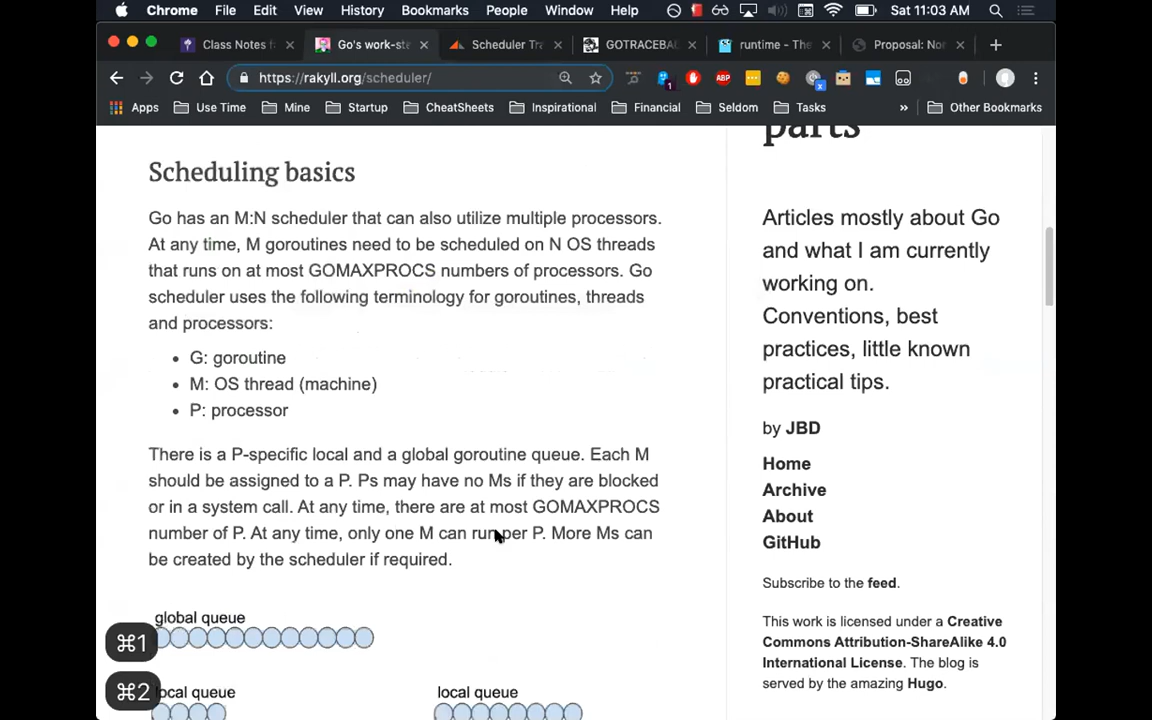 Chrome File Edit View History Bookmarks People Window Help Sat 11:03 AM
Class Notes f Go's work-ste Scheduler Tra GOTRACEBAL runtime - The Proposal: Nor
https://rakyll.org/scheduler/
ABP
1
x
Apps Use Time Mine Startup CheatSheets Inspirational Financial Seldom Tasks » Other Bookmarks
parts
Scheduling basics
Go has an M:N scheduler that can also utilize multiple processors.
At any time, M goroutines need to be scheduled on N OS threads
that runs on at most GOMAXPROCS numbers of processors. Go
scheduler uses the following terminology for goroutines, threads
and processors:
• G: goroutine
• M: OS thread (machine)
• P: processor
There is a P-specific local and a global goroutine queue. Each M
should be assigned to a P. Ps may have no Ms if they are blocked
or in a system call. At any time, there are at most GOMAXPROCS
number of P. At any time, only one M can run per P. More Ms can
be created by the scheduler if required.
global queue
local queue local queue
⌘1
⌘2
Articles mostly about Go
and what I am currently
working on.
Conventions, best
practices, little known
practical tips.
by JBD
Home
Archive
About
GitHub
Subscribe to the feed.
This work is licensed under a Creative
Commons Attribution-ShareAlike 4.0
International License. The blog is
served by the amazing Hugo.